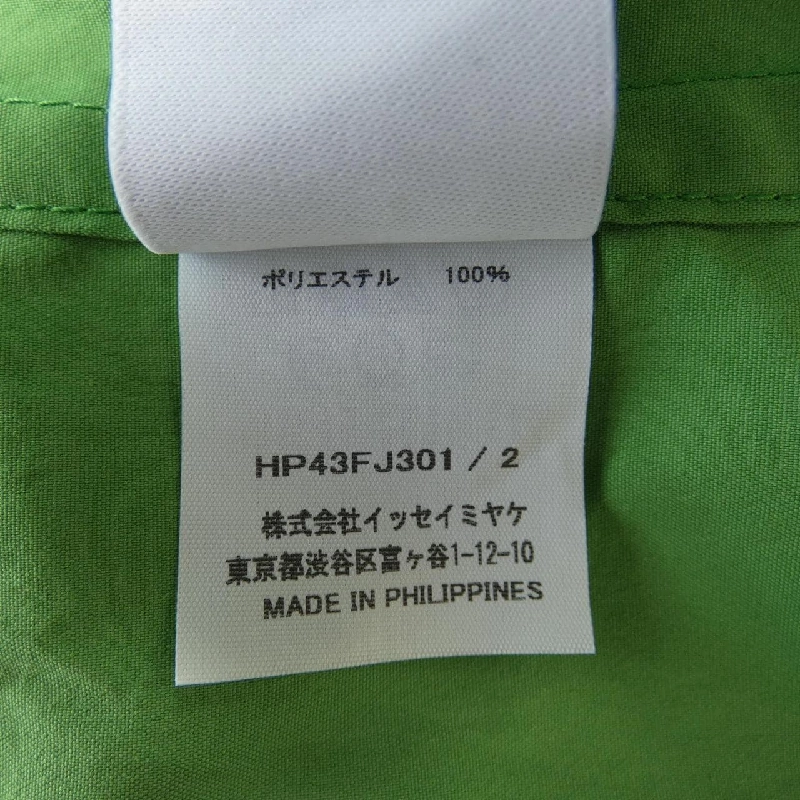 ポリエステル 100%
HP43FJ301 / 2
株式会社イッセイミヤケ
東京都渋谷区富ヶ谷1-12-10
MADE IN PHILIPPINES